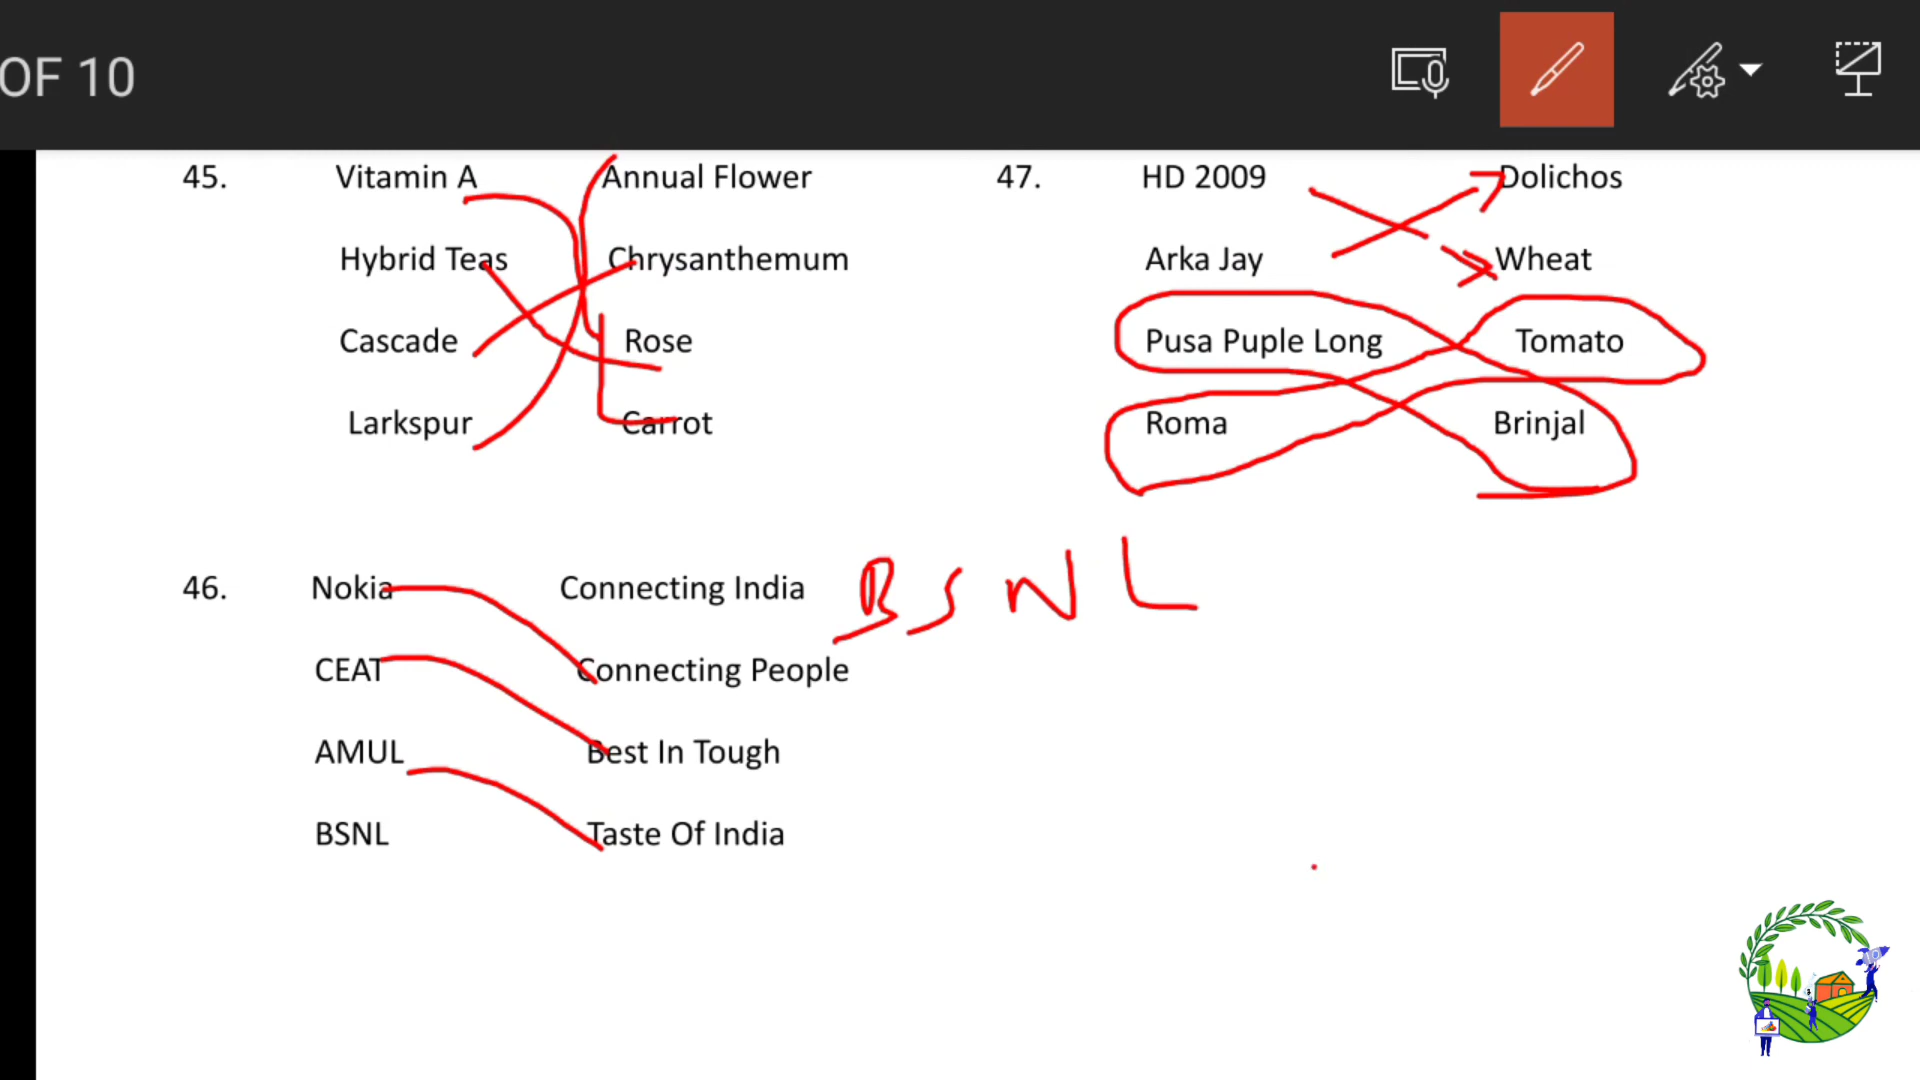 OF 10
45. Vitamin A Annual Flower
Hybrid Teas Chrysanthemum
Cascade Rose
Larkspur Carrot
47. HD 2009 Dolichos
Arka Jay Wheat
Pusa Puple Long Tomato
Roma Brinjal
46. Nokia Connecting India BSNL
CEAT Connecting People
AMUL Best In Tough
BSNL Taste Of India